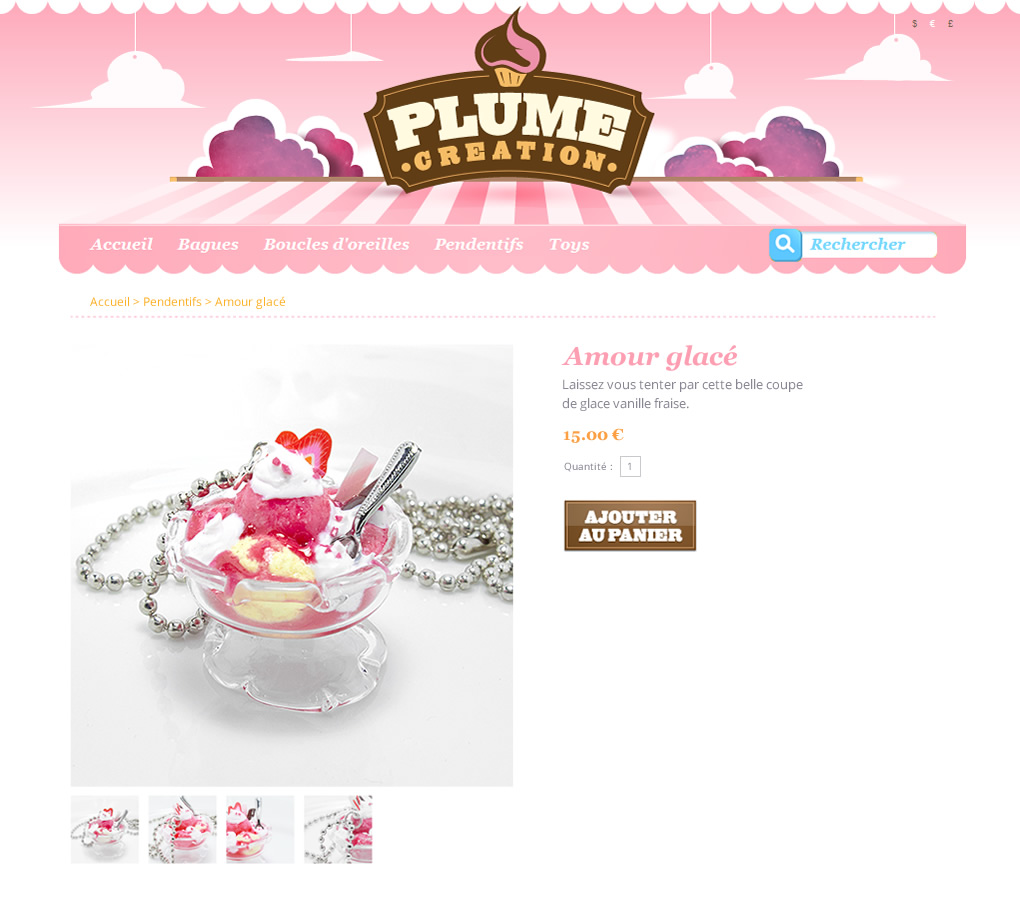 $ € £
PLUME
CREATION
Accueil Bagues Boucles d'oreilles Pendentifs Toys
Rechercher
Accueil > Pendentifs > Amour glacé
Amour glacé
Laissez vous tenter par cette belle coupe
de glace vanille fraise.
15.00 €
Quantité : 1
AJOUTER
AU PANIER